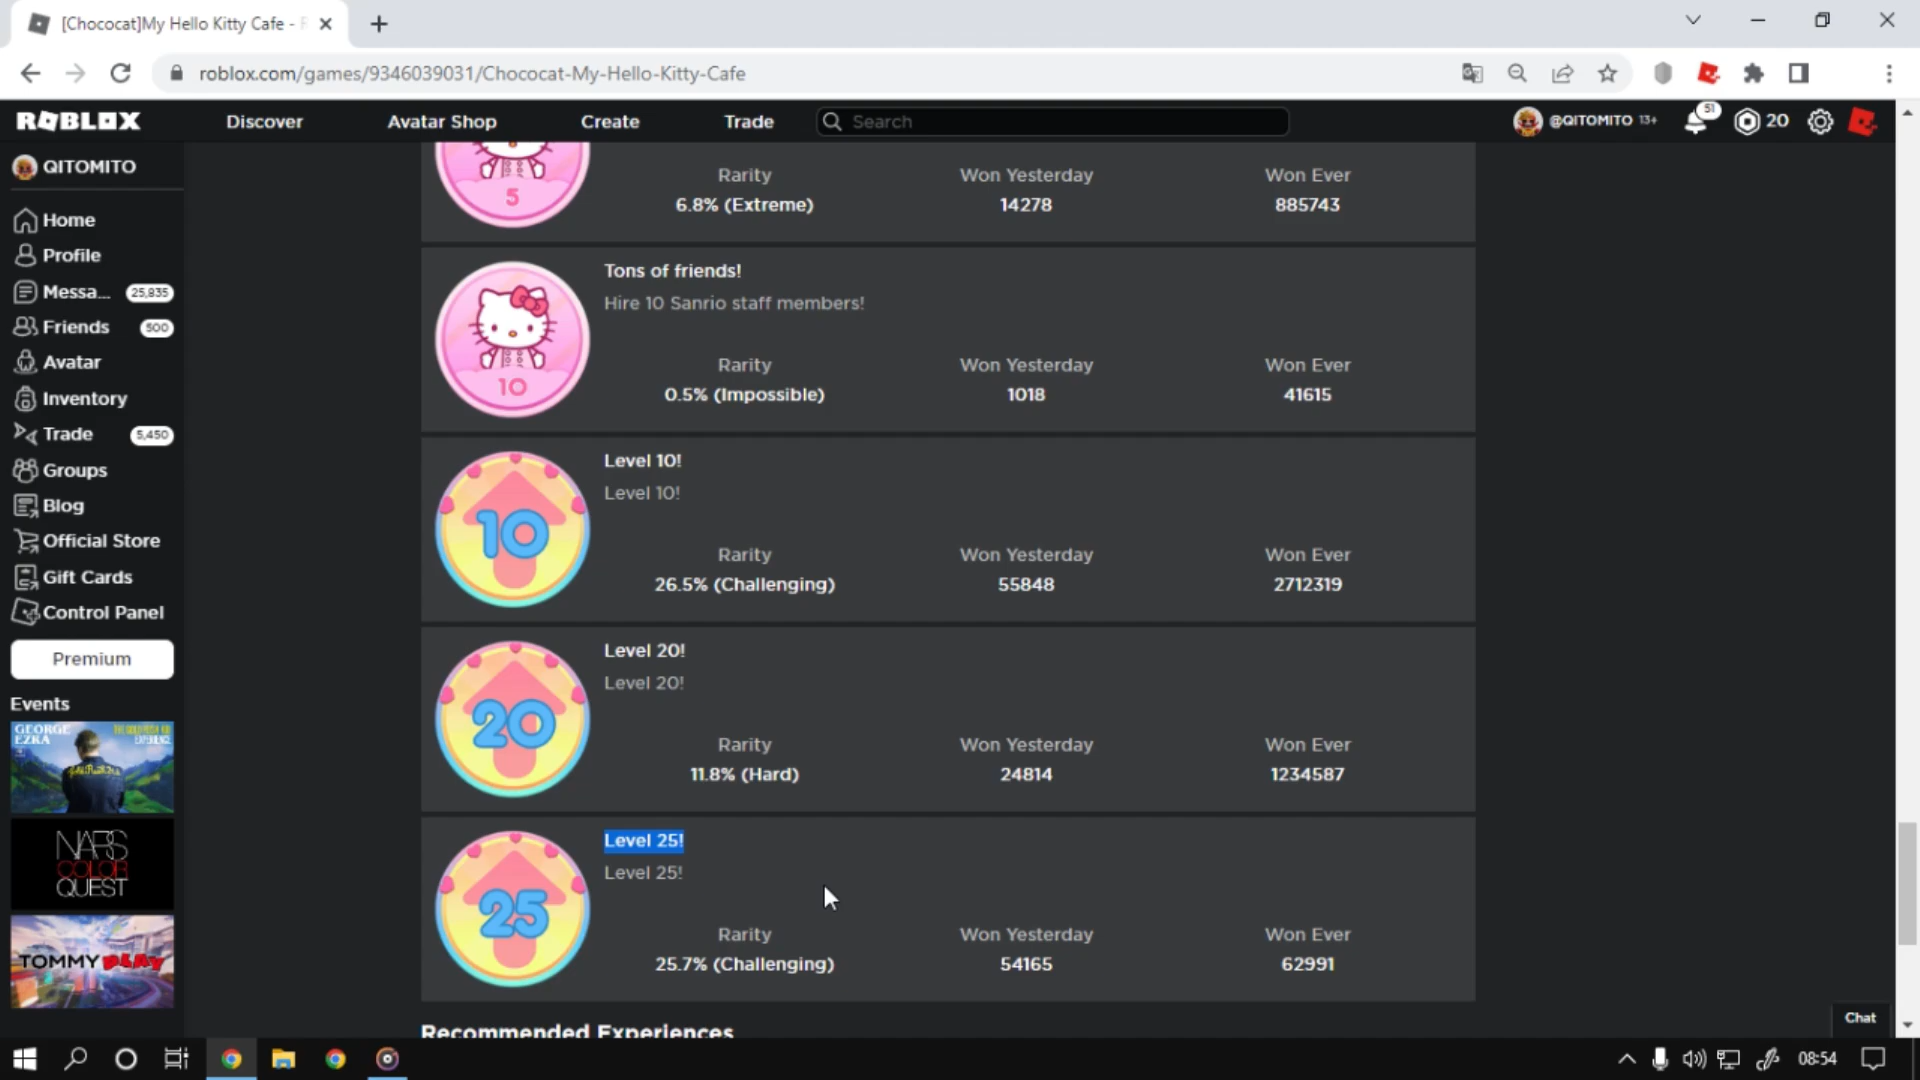 [Chococat]My Hello Kitty Cafe -
roblox.com/games/9346039031/Chococat-My-Hello-Kitty-Cafe
ROBLOX
Discover
Avatar Shop
Create
Trade
Search
@QITOMITO 13+
51
20
QITOMITO
Home
Profile
Messa... 25,835
Friends 500
Avatar
Inventory
Trade 5,450
Groups
Blog
Official Store
Gift Cards
Control Panel
Premium
Events
GEORGE EZRA
NARS
COLOR
QUEST
TOMMY PLAY
5
Rarity Won Yesterday Won Ever
6.8% (Extreme) 14278 885743
Tons of friends!
Hire 10 Sanrio staff members!
10
Rarity Won Yesterday Won Ever
0.5% (Impossible) 1018 41615
Level 10!
Level 10!
10
Rarity Won Yesterday Won Ever
26.5% (Challenging) 55848 2712319
Level 20!
Level 20!
20
Rarity Won Yesterday Won Ever
11.8% (Hard) 24814 1234587
Level 25!
Level 25!
25
Rarity Won Yesterday Won Ever
25.7% (Challenging) 54165 62991
Recommended Experiences
Chat
08:54